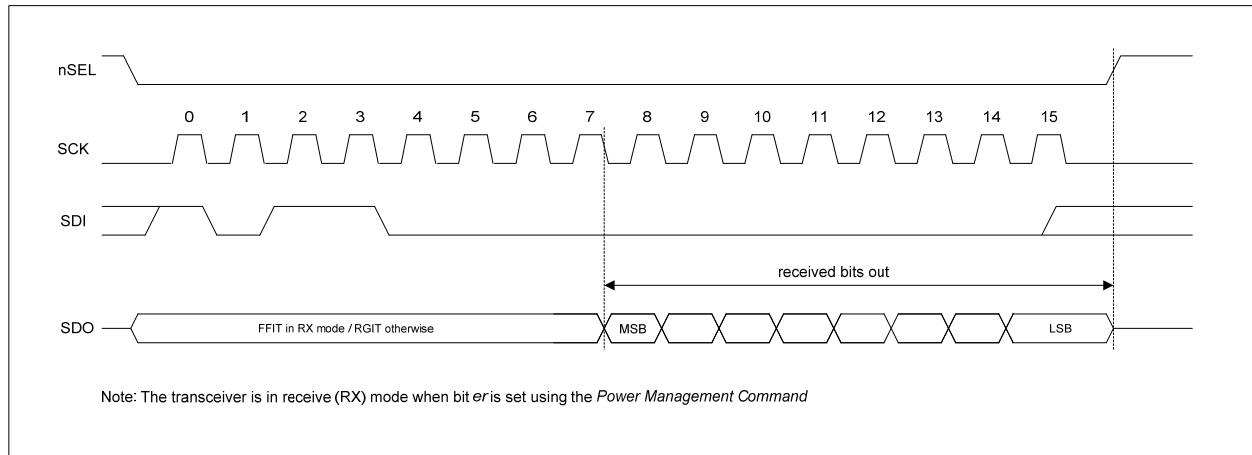 nSEL
0 1 2 3 4 5 6 7 8 9 10 11 12 13 14 15
SCK
SDI
received bits out
SDO
FFIT in RX mode / RGIT otherwise
MSB
LSB
Note: The transceiver is in receive (RX) mode when bit er is set using the Power Management Command